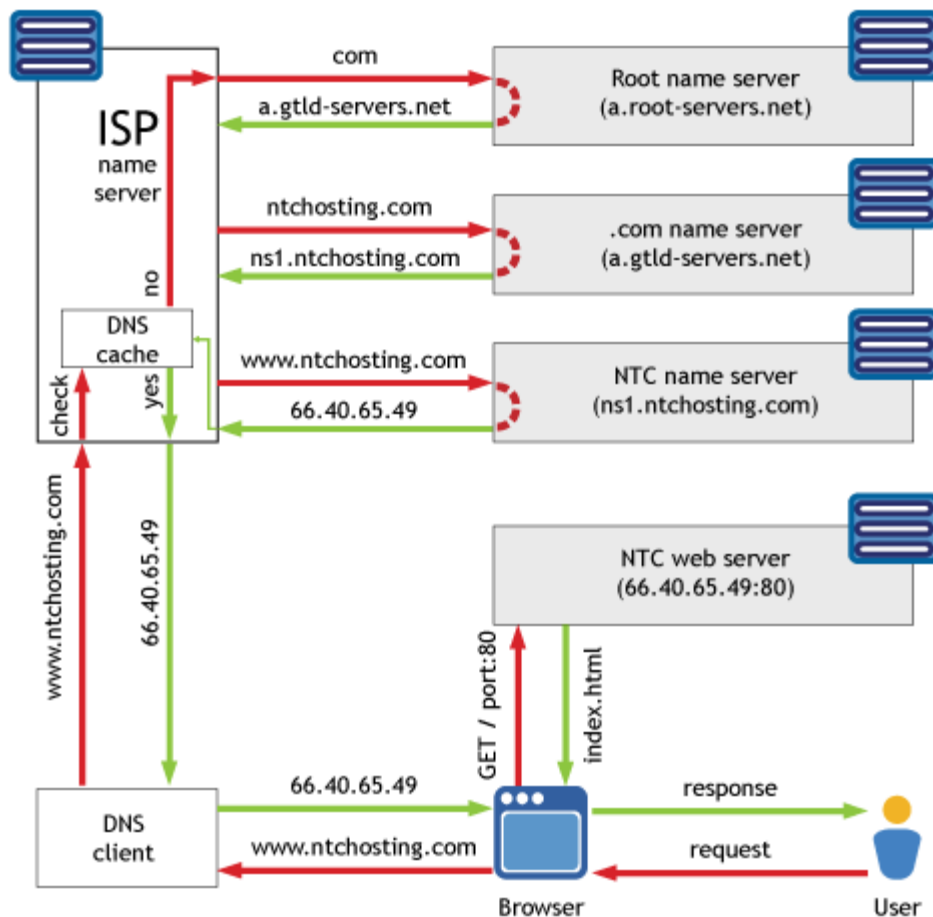 com
Root name server
(a.root-servers.net)
a.gtld-servers.net
ISP
name
server
ntchosting.com
.com name server
(a.gtld-servers.net)
ns1.ntchosting.com
no
DNS
cache
www.ntchosting.com
NTC name server
(ns1.ntchosting.com)
66.40.65.49
check
yes
www.ntchosting.com
66.40.65.49
NTC web server
(66.40.65.49:80)
GET / port:80
index.html
DNS
client
66.40.65.49
www.ntchosting.com
response
request
Browser
User